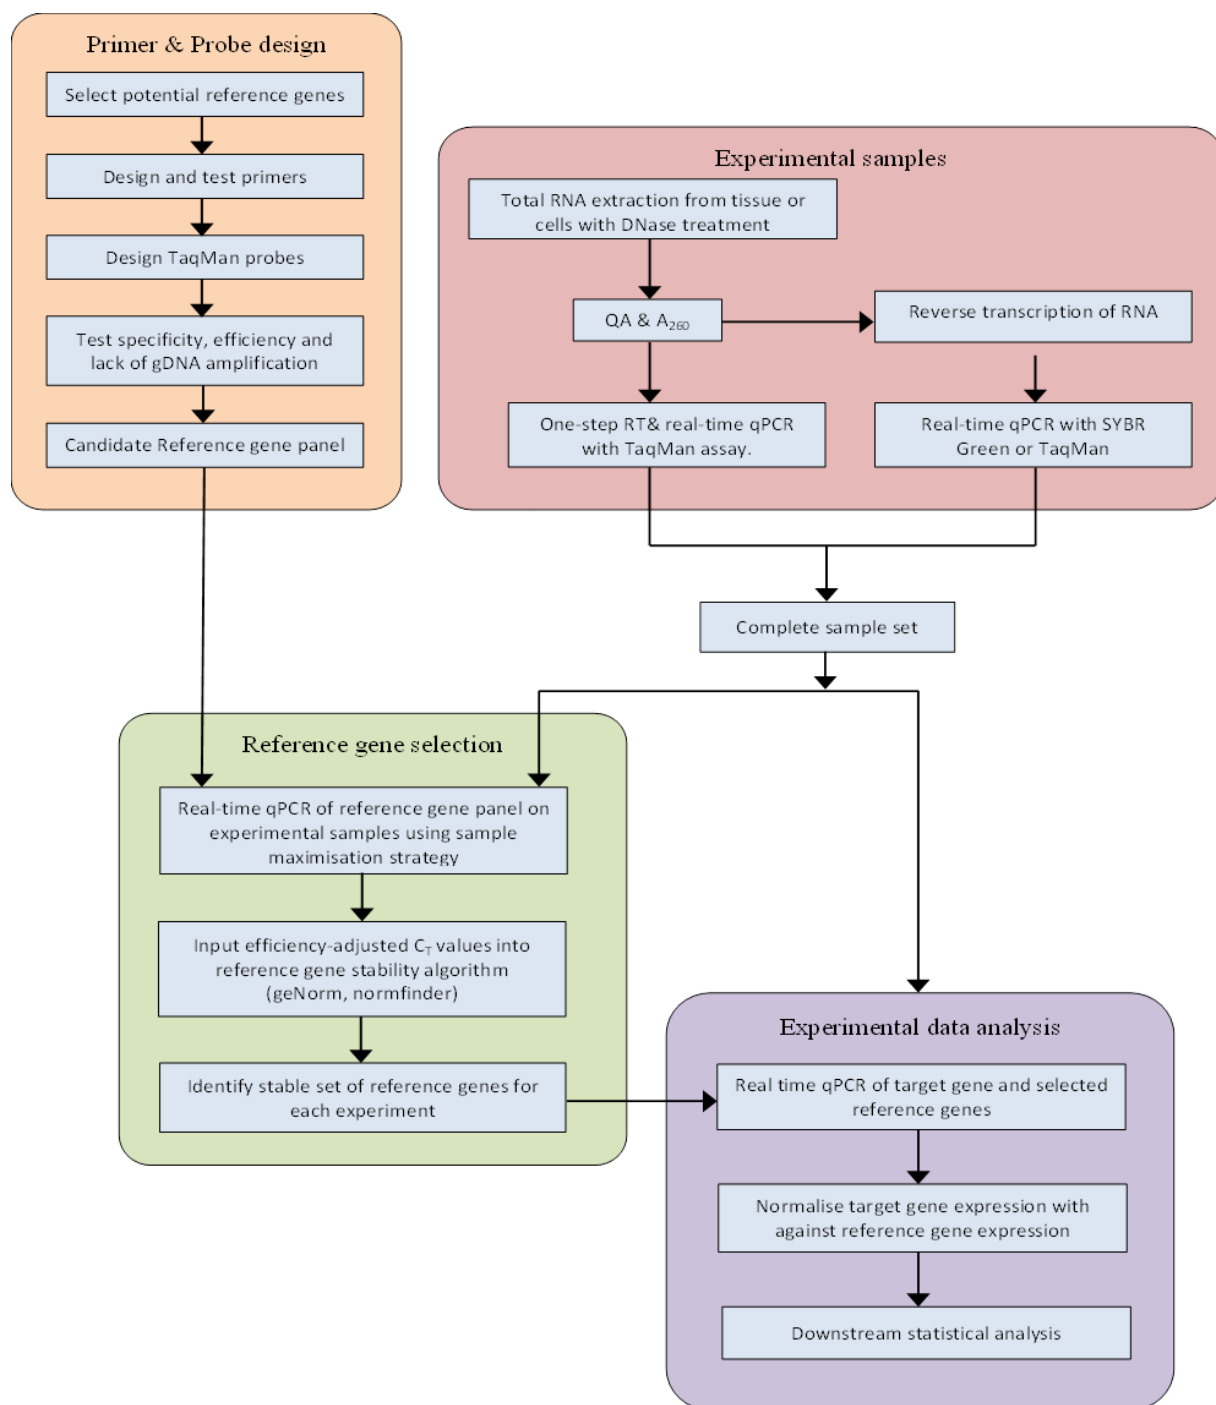 Primer & Probe design
Select potential reference genes
Design and test primers
Design TaqMan probes
Test specificity, efficiency and
lack of gDNA amplification
Candidate Reference gene panel
Experimental samples
Total RNA extraction from tissue or
cells with DNase treatment
QA & A260
Reverse transcription of RNA
One-step RT& real-time qPCR
with TaqMan assay.
Real-time qPCR with SYBR
Green or TaqMan
Complete sample set
Reference gene selection
Real-time qPCR of reference gene panel on
experimental samples using sample
maximisation strategy
Input efficiency-adjusted CT values into
reference gene stability algorithm
(geNorm, normfinder)
Identify stable set of reference genes for
each experiment
Experimental data analysis
Real time qPCR of target gene and selected
reference genes
Normalise target gene expression with
against reference gene expression
Downstream statistical analysis